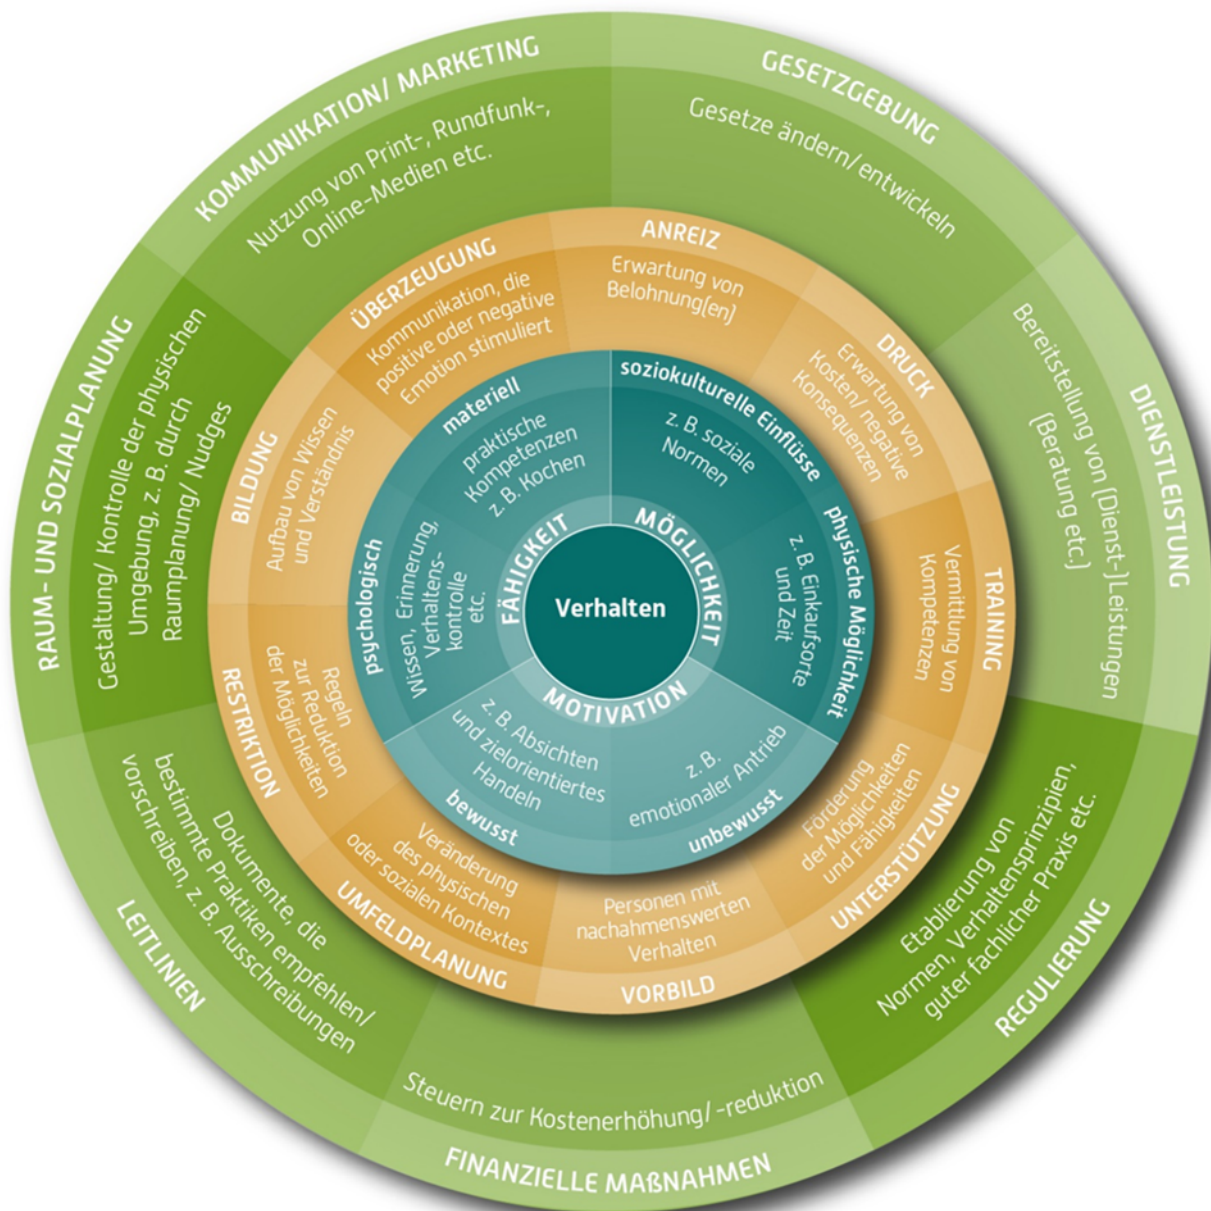 KOMMUNIKATION/ MARKETING
Nutzung von Print-, Rundfunk-,
Online-Medien etc.
GESETZGEBUNG
Gesetze ändern/entwickeln
DIENSTLEISTUNG
Bereitstellung von (Dienst-)Leistungen
(Beratung etc.)
REGULIERUNG
Etablierung von
Normen, Verhaltensprinzipien,
guter fachlicher Praxis etc.
FINANZIELLE MAßNAHMEN
Steuern zur Kostenerhöhung/ -reduktion
LEITLINIEN
Dokumente, die
bestimmte Praktiken empfehlen/
vorschreiben, z. B. Ausschreibungen
RAUM- UND SOZIALPLANUNG
Gestaltung/ Kontrolle der physischen
Umgebung, z. B. durch
Raumplanung/ Nudges
ÜBERZEUGUNG
Kommunikation, die
positive oder negative
Emotion stimuliert
ANREIZ
Erwartung von
Belohnung(en)
DRUCK
Erwartung von
Kosten/ negative
Konsequenzen
TRAINING
Vermittlung von
Kompetenzen
UNTERSTÜTZUNG
Förderung
der Möglichkeiten
und Fähigkeiten
VORBILD
Personen mit
nachahmenswerten
Verhalten
UMFELDPLANUNG
Veränderung
des physischen
oder sozialen Kontextes
RESTRIKTION
Regeln
zur Reduktion
der Möglichkeiten
BILDUNG
Aufbau von Wissen
und Verständnis
materiell
praktische
Kompetenzen
z. B. Kochen
soziokulturelle Einflüsse
z. B. soziale
Normen
physische Möglichkeit
z. B. Einkaufsorte
und Zeit
unbewusst
z. B.
emotionaler Antrieb
bewusst
z. B. Absichten
und zielorientiertes
Handeln
psychologisch
Wissen, Erinnerung,
Verhaltens-
kontrolle
etc.
FÄHIGKEIT
MÖGLICHKEIT
MOTIVATION
Verhalten